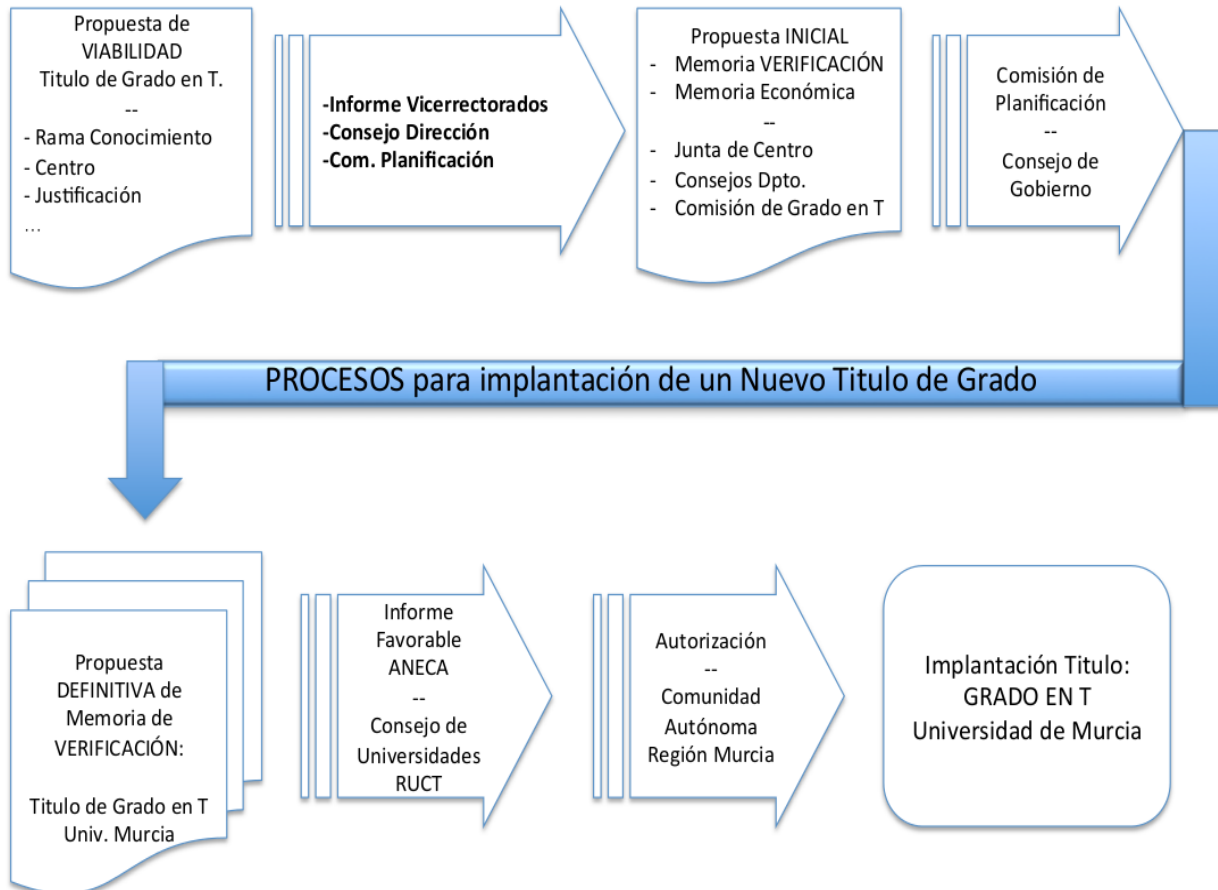 Propuesta de
VIABILIDAD
Titulo de Grado en T.
--
- Rama Conocimiento
- Centro
- Justificación
...
-Informe Vicerrectorados
-Consejo Dirección
-Com. Planificación
Propuesta INICIAL
- Memoria VERIFICACIÓN
- Memoria Económica
--
- Junta de Centro
- Consejos Dpto.
- Comisión de Grado en T
Comisión de
Planificación
--
Consejo de
Gobierno
PROCESOS para implantación de un Nuevo Titulo de Grado
Propuesta
DEFINITIVA de
Memoria de
VERIFICACIÓN:
Titulo de Grado en T
Univ. Murcia
Informe
Favorable
ANECA
--
Consejo de
Universidades
RUCT
Autorización
--
Comunidad
Autónoma
Región Murcia
Implantación Titulo:
GRADO EN T
Universidad de Murcia